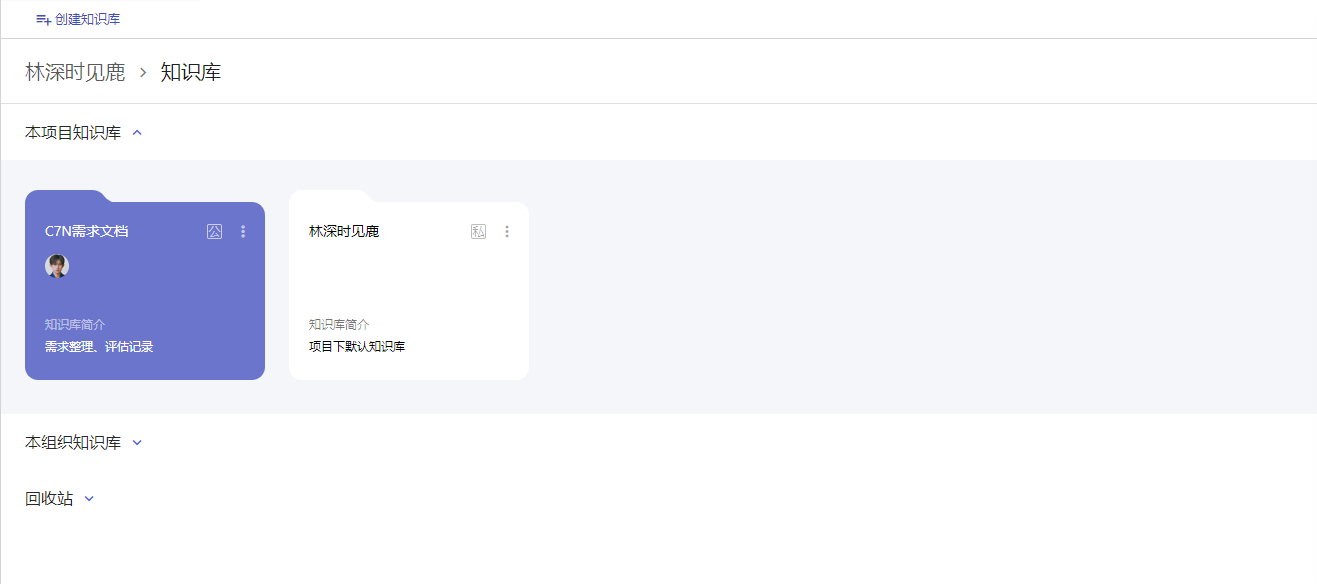 创建知识库
林深时见鹿 > 知识库
本项目知识库
C7N需求文档 公
知识库简介
需求整理、评估记录
林深时见鹿 私
知识库简介
项目下默认知识库
本组织知识库
回收站